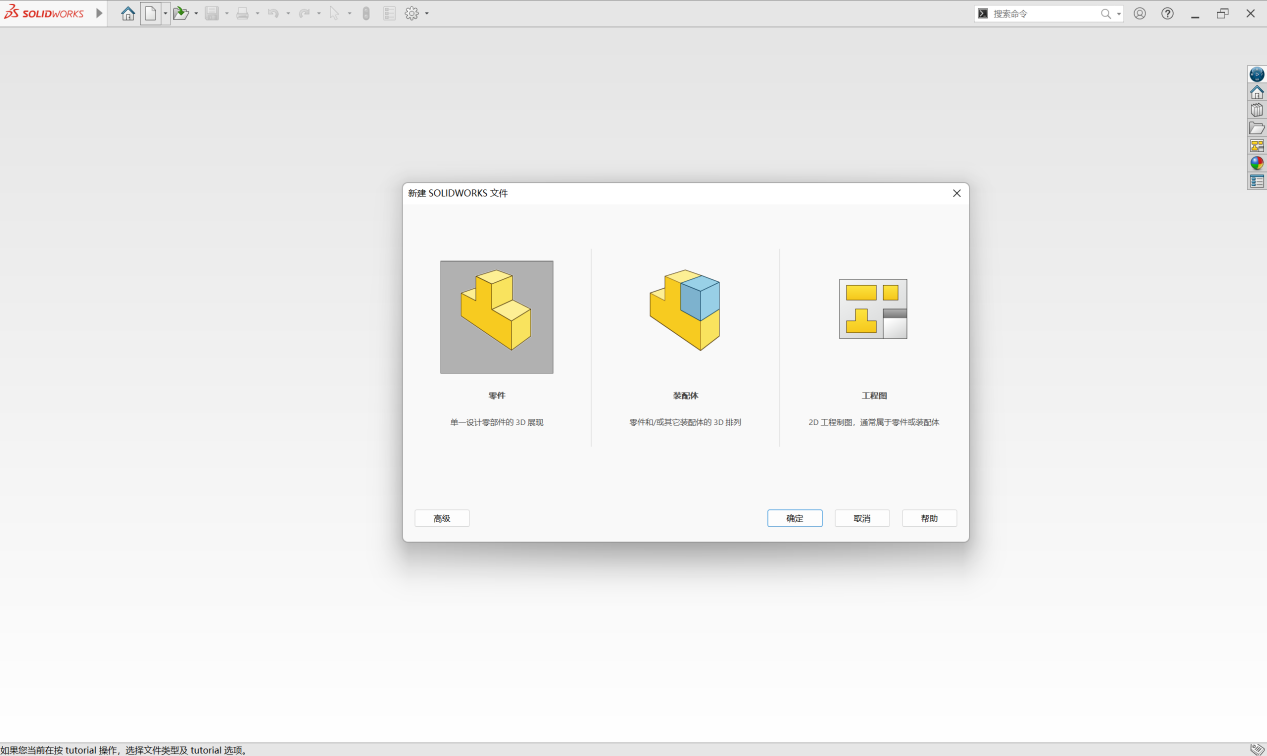 SOLIDWORKS
搜索命令
新建 SOLIDWORKS 文件
零件
装配体
工程图
单一设计零部件的 3D 展现
零件和/或其它装配体的 3D 排列
2D 工程制图，通常属于零件或装配体
高级
确定
取消
帮助
如果您当前在按 tutorial 操作，选择文件类型及 tutorial 选项。